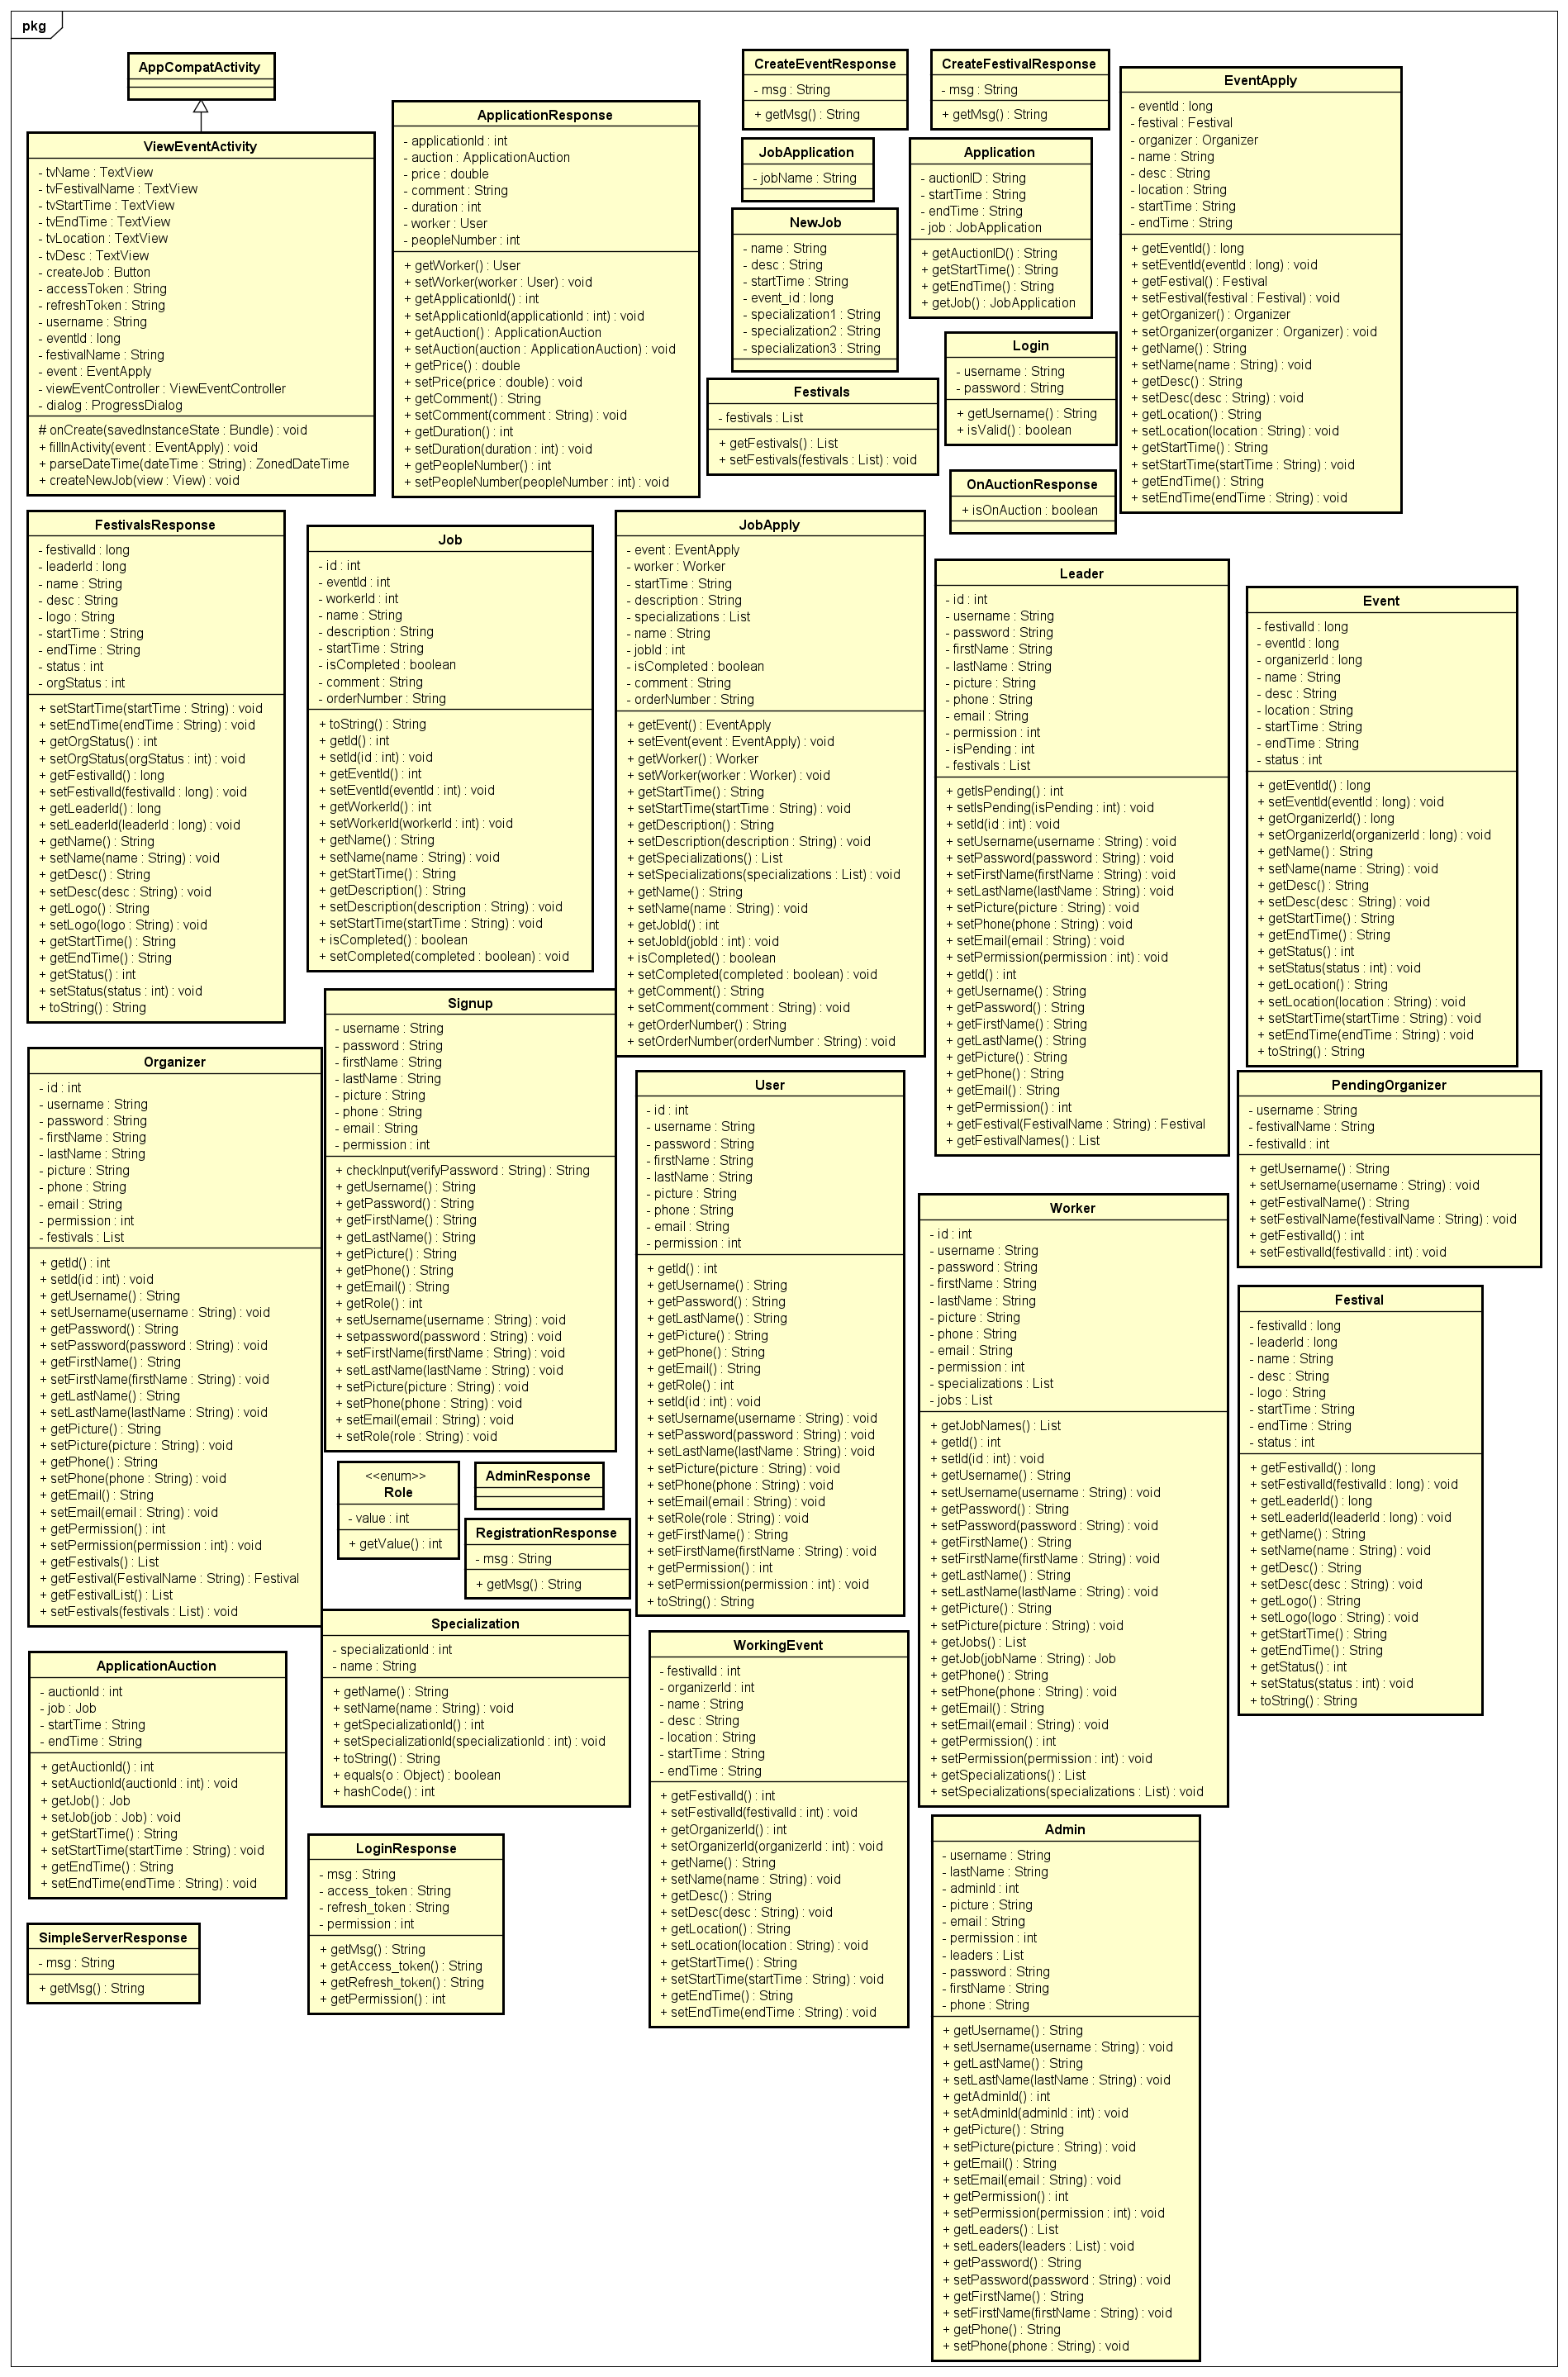 pkg
AppCompatActivity
ViewEventActivity
- tvName : TextView
- tvFestivalName : TextView
- tvStartTime : TextView
- tvEndTime : TextView
- tvLocation : TextView
- tvDesc : TextView
- createJob : Button
- accessToken : String
- refreshToken : String
- username : String
- eventId : long
- festivalName : String
- event : EventApply
- viewEventController : ViewEventController
- dialog : ProgressDialog
# onCreate(savedInstanceState : Bundle) : void
+ fillInActivity(event : EventApply) : void
+ parseDateTime(dateTime : String) : ZonedDateTime
+ createNewJob(view : View) : void
ApplicationResponse
- applicationId : int
- auction : ApplicationAuction
- price : double
- comment : String
- duration : int
- worker : User
- peopleNumber : int
+ getWorker() : User
+ setWorker(worker : User) : void
+ getApplicationId() : int
+ setApplicationId(applicationId : int) : void
+ getAuction() : ApplicationAuction
+ setAuction(auction : ApplicationAuction) : void
+ getPrice() : double
+ setPrice(price : double) : void
+ getComment() : String
+ setComment(comment : String) : void
+ getDuration() : int
+ setDuration(duration : int) : void
+ getPeopleNumber() : int
+ setPeopleNumber(peopleNumber : int) : void
CreateEventResponse
- msg : String
+ getMsg() : String
CreateFestivalResponse
- msg : String
+ getMsg() : String
JobApplication
- jobName : String
Application
- auctionID : String
- startTime : String
- endTime : String
- job : JobApplication
+ getAuctionID() : String
+ getStartTime() : String
+ getEndTime() : String
+ getJob() : JobApplication
NewJob
- name : String
- desc : String
- startTime : String
- event_id : long
- specialization1 : String
- specialization2 : String
- specialization3 : String
Login
- username : String
- password : String
+ getUsername() : String
+ isValid() : boolean
Festivals
- festivals : List
+ getFestivals() : List
+ setFestivals(festivals : List) : void
OnAuctionResponse
+ isOnAuction : boolean
EventApply
- eventId : long
- festival : Festival
- organizer : Organizer
- name : String
- desc : String
- location : String
- startTime : String
- endTime : String
+ getEventId() : long
+ setEventId(eventId : long) : void
+ getFestival() : Festival
+ setFestival(festival : Festival) : void
+ getOrganizer() : Organizer
+ setOrganizer(organizer : Organizer) : void
+ getName() : String
+ setName(name : String) : void
+ getDesc() : String
+ setDesc(desc : String) : void
+ getLocation() : String
+ setLocation(location : String) : void
+ getStartTime() : String
+ setStartTime(startTime : String) : void
+ getEndTime() : String
+ setEndTime(endTime : String) : void
FestivalsResponse
- festivalId : long
- leaderId : long
- name : String
- desc : String
- logo : String
- startTime : String
- endTime : String
- status : int
- orgStatus : int
+ setStartTime(startTime : String) : void
+ setEndTime(endTime : String) : void
+ getOrgStatus() : int
+ setOrgStatus(orgStatus : int) : void
+ getFestivalId() : long
+ setFestivalId(festivalId : long) : void
+ getLeaderId() : long
+ setLeaderId(leaderId : long) : void
+ getName() : String
+ setName(name : String) : void
+ getDesc() : String
+ setDesc(desc : String) : void
+ getLogo() : String
+ setLogo(logo : String) : void
+ getStartTime() : String
+ getEndTime() : String
+ getStatus() : int
+ setStatus(status : int) : void
+ toString() : String
Job
- id : int
- eventId : int
- workerId : int
- name : String
- description : String
- startTime : String
- isCompleted : boolean
- comment : String
- orderNumber : String
+ toString() : String
+ getId() : int
+ setId(id : int) : void
+ getEventId() : int
+ setEventId(eventId : int) : void
+ getWorkerId() : int
+ setWorkerId(workerId : int) : void
+ getName() : String
+ setName(name : String) : void
+ getStartTime() : String
+ getDescription() : String
+ setDescription(description : String) : void
+ setStartTime(startTime : String) : void
+ isCompleted() : boolean
+ setCompleted(completed : boolean) : void
JobApply
- event : EventApply
- worker : Worker
- startTime : String
- description : String
- specializations : List
- name : String
- jobId : int
- isCompleted : boolean
- comment : String
- orderNumber : String
+ getEvent() : EventApply
+ setEvent(event : EventApply) : void
+ getWorker() : Worker
+ setWorker(worker : Worker) : void
+ getStartTime() : String
+ setStartTime(startTime : String) : void
+ getDescription() : String
+ setDescription(description : String) : void
+ getSpecializations() : List
+ setSpecializations(specializations : List) : void
+ getName() : String
+ setName(name : String) : void
+ getJobId() : int
+ setJobId(jobId : int) : void
+ isCompleted() : boolean
+ setCompleted(completed : boolean) : void
+ getComment() : String
+ setComment(comment : String) : void
+ getOrderNumber() : String
+ setOrderNumber(orderNumber : String) : void
Leader
- id : int
- username : String
- password : String
- firstName : String
- lastName : String
- picture : String
- phone : String
- email : String
- permission : int
- isPending : int
- festivals : List
+ getIsPending() : int
+ setIsPending(isPending : int) : void
+ setId(id : int) : void
+ setUsername(username : String) : void
+ setPassword(password : String) : void
+ setFirstName(firstName : String) : void
+ setLastName(lastName : String) : void
+ setPicture(picture : String) : void
+ setPhone(phone : String) : void
+ setEmail(email : String) : void
+ setPermission(permission : int) : void
+ getId() : int
+ getUsername() : String
+ getPassword() : String
+ getFirstName() : String
+ getLastName() : String
+ getPicture() : String
+ getPhone() : String
+ getEmail() : String
+ getPermission() : int
+ getFestival(FestivalName : String) : Festival
+ getFestivalNames() : List
Event
- festivalId : long
- eventId : long
- organizerId : long
- name : String
- desc : String
- location : String
- startTime : String
- endTime : String
- status : int
+ getEventId() : long
+ setEventId(eventId : long) : void
+ getOrganizerId() : long
+ setOrganizerId(organizerId : long) : void
+ getName() : String
+ setName(name : String) : void
+ getDesc() : String
+ setDesc(desc : String) : void
+ getStartTime() : String
+ getEndTime() : String
+ getStatus() : int
+ setStatus(status : int) : void
+ getLocation() : String
+ setLocation(location : String) : void
+ setStartTime(startTime : String) : void
+ setEndTime(endTime : String) : void
+ toString() : String
Organizer
- id : int
- username : String
- password : String
- firstName : String
- lastName : String
- picture : String
- phone : String
- email : String
- permission : int
- festivals : List
+ getId() : int
+ setId(id : int) : void
+ getUsername() : String
+ setUsername(username : String) : void
+ getPassword() : String
+ setPassword(password : String) : void
+ getFirstName() : String
+ setFirstName(firstName : String) : void
+ getLastName() : String
+ setLastName(lastName : String) : void
+ getPicture() : String
+ setPicture(picture : String) : void
+ getPhone() : String
+ setPhone(phone : String) : void
+ getEmail() : String
+ setEmail(email : String) : void
+ getPermission() : int
+ setPermission(permission : int) : void
+ getFestivals() : List
+ getFestival(FestivalName : String) : Festival
+ getFestivalList() : List
+ setFestivals(festivals : List) : void
Signup
- username : String
- password : String
- firstName : String
- lastName : String
- picture : String
- phone : String
- email : String
- permission : int
+ checkInput(verifyPassword : String) : String
+ getUsername() : String
+ getPassword() : String
+ getFirstName() : String
+ getLastName() : String
+ getPicture() : String
+ getPhone() : String
+ getEmail() : String
+ getRole() : int
+ setUsername(username : String) : void
+ setpassword(password : String) : void
+ setFirstName(firstName : String) : void
+ setLastName(lastName : String) : void
+ setPicture(picture : String) : void
+ setPhone(phone : String) : void
+ setEmail(email : String) : void
+ setRole(role : String) : void
User
- id : int
- username : String
- password : String
- firstName : String
- lastName : String
- picture : String
- phone : String
- email : String
- permission : int
+ getId() : int
+ getUsername() : String
+ getPassword() : String
+ getLastName() : String
+ getPicture() : String
+ getPhone() : String
+ getEmail() : String
+ getRole() : int
+ setId(id : int) : void
+ setUsername(username : String) : void
+ setPassword(password : String) : void
+ setLastName(lastName : String) : void
+ setPicture(picture : String) : void
+ setPhone(phone : String) : void
+ setEmail(email : String) : void
+ setRole(role : String) : void
+ getFirstName() : String
+ setFirstName(firstName : String) : void
+ getPermission() : int
+ setPermission(permission : int) : void
+ toString() : String
PendingOrganizer
- username : String
- festivalName : String
- festivalId : int
+ getUsername() : String
+ setUsername(username : String) : void
+ getFestivalName() : String
+ setFestivalName(festivalName : String) : void
+ getFestivalId() : int
+ setFestivalId(festivalId : int) : void
Worker
- id : int
- username : String
- password : String
- firstName : String
- lastName : String
- picture : String
- phone : String
- email : String
- permission : int
- specializations : List
- jobs : List
+ getJobNames() : List
+ getId() : int
+ setId(id : int) : void
+ getUsername() : String
+ setUsername(username : String) : void
+ getPassword() : String
+ setPassword(password : String) : void
+ getFirstName() : String
+ setFirstName(firstName : String) : void
+ getLastName() : String
+ setLastName(lastName : String) : void
+ getPicture() : String
+ setPicture(picture : String) : void
+ getJobs() : List
+ getJob(jobName : String) : Job
+ getPhone() : String
+ setPhone(phone : String) : void
+ getEmail() : String
+ setEmail(email : String) : void
+ getPermission() : int
+ setPermission(permission : int) : void
+ getSpecializations() : List
+ setSpecializations(specializations : List) : void
Festival
- festivalId : long
- leaderId : long
- name : String
- desc : String
- logo : String
- startTime : String
- endTime : String
- status : int
+ getFestivalId() : long
+ setFestivalId(festivalId : long) : void
+ getLeaderId() : long
+ setLeaderId(leaderId : long) : void
+ getName() : String
+ setName(name : String) : void
+ getDesc() : String
+ setDesc(desc : String) : void
+ getLogo() : String
+ setLogo(logo : String) : void
+ getStartTime() : String
+ getEndTime() : String
+ getStatus() : int
+ setStatus(status : int) : void
+ toString() : String
<<enum>>
Role
- value : int
+ getValue() : int
AdminResponse
RegistrationResponse
- msg : String
+ getMsg() : String
Specialization
- specializationId : int
- name : String
+ getName() : String
+ setName(name : String) : void
+ getSpecializationId() : int
+ setSpecializationId(specializationId : int) : void
+ toString() : String
+ equals(o : Object) : boolean
+ hashCode() : int
WorkingEvent
- festivalId : int
- organizerId : int
- name : String
- desc : String
- location : String
- startTime : String
- endTime : String
+ getFestivalId() : int
+ setFestivalId(festivalId : int) : void
+ getOrganizerId() : int
+ setOrganizerId(organizerId : int) : void
+ getName() : String
+ setName(name : String) : void
+ getDesc() : String
+ setDesc(desc : String) : void
+ getLocation() : String
+ setLocation(location : String) : void
+ getStartTime() : String
+ setStartTime(startTime : String) : void
+ getEndTime() : String
+ setEndTime(endTime : String) : void
ApplicationAuction
- auctionId : int
- job : Job
- startTime : String
- endTime : String
+ getAuctionId() : int
+ setAuctionId(auctionId : int) : void
+ getJob() : Job
+ setJob(job : Job) : void
+ getStartTime() : String
+ setStartTime(startTime : String) : void
+ getEndTime() : String
+ setEndTime(endTime : String) : void
LoginResponse
- msg : String
- access_token : String
- refresh_token : String
- permission : int
+ getMsg() : String
+ getAccess_token() : String
+ getRefresh_token() : String
+ getPermission() : int
SimpleServerResponse
- msg : String
+ getMsg() : String
Admin
- username : String
- lastName : String
- adminId : int
- picture : String
- email : String
- permission : int
- leaders : List
- password : String
- firstName : String
- phone : String
+ getUsername() : String
+ setUsername(username : String) : void
+ getLastName() : String
+ setLastName(lastName : String) : void
+ getAdminId() : int
+ setAdminId(adminId : int) : void
+ getPicture() : String
+ setPicture(picture : String) : void
+ getEmail() : String
+ setEmail(email : String) : void
+ getPermission() : int
+ setPermission(permission : int) : void
+ getLeaders() : List
+ setLeaders(leaders : List) : void
+ getPassword() : String
+ setPassword(password : String) : void
+ getFirstName() : String
+ setFirstName(firstName : String) : void
+ getPhone() : String
+ setPhone(phone : String) : void